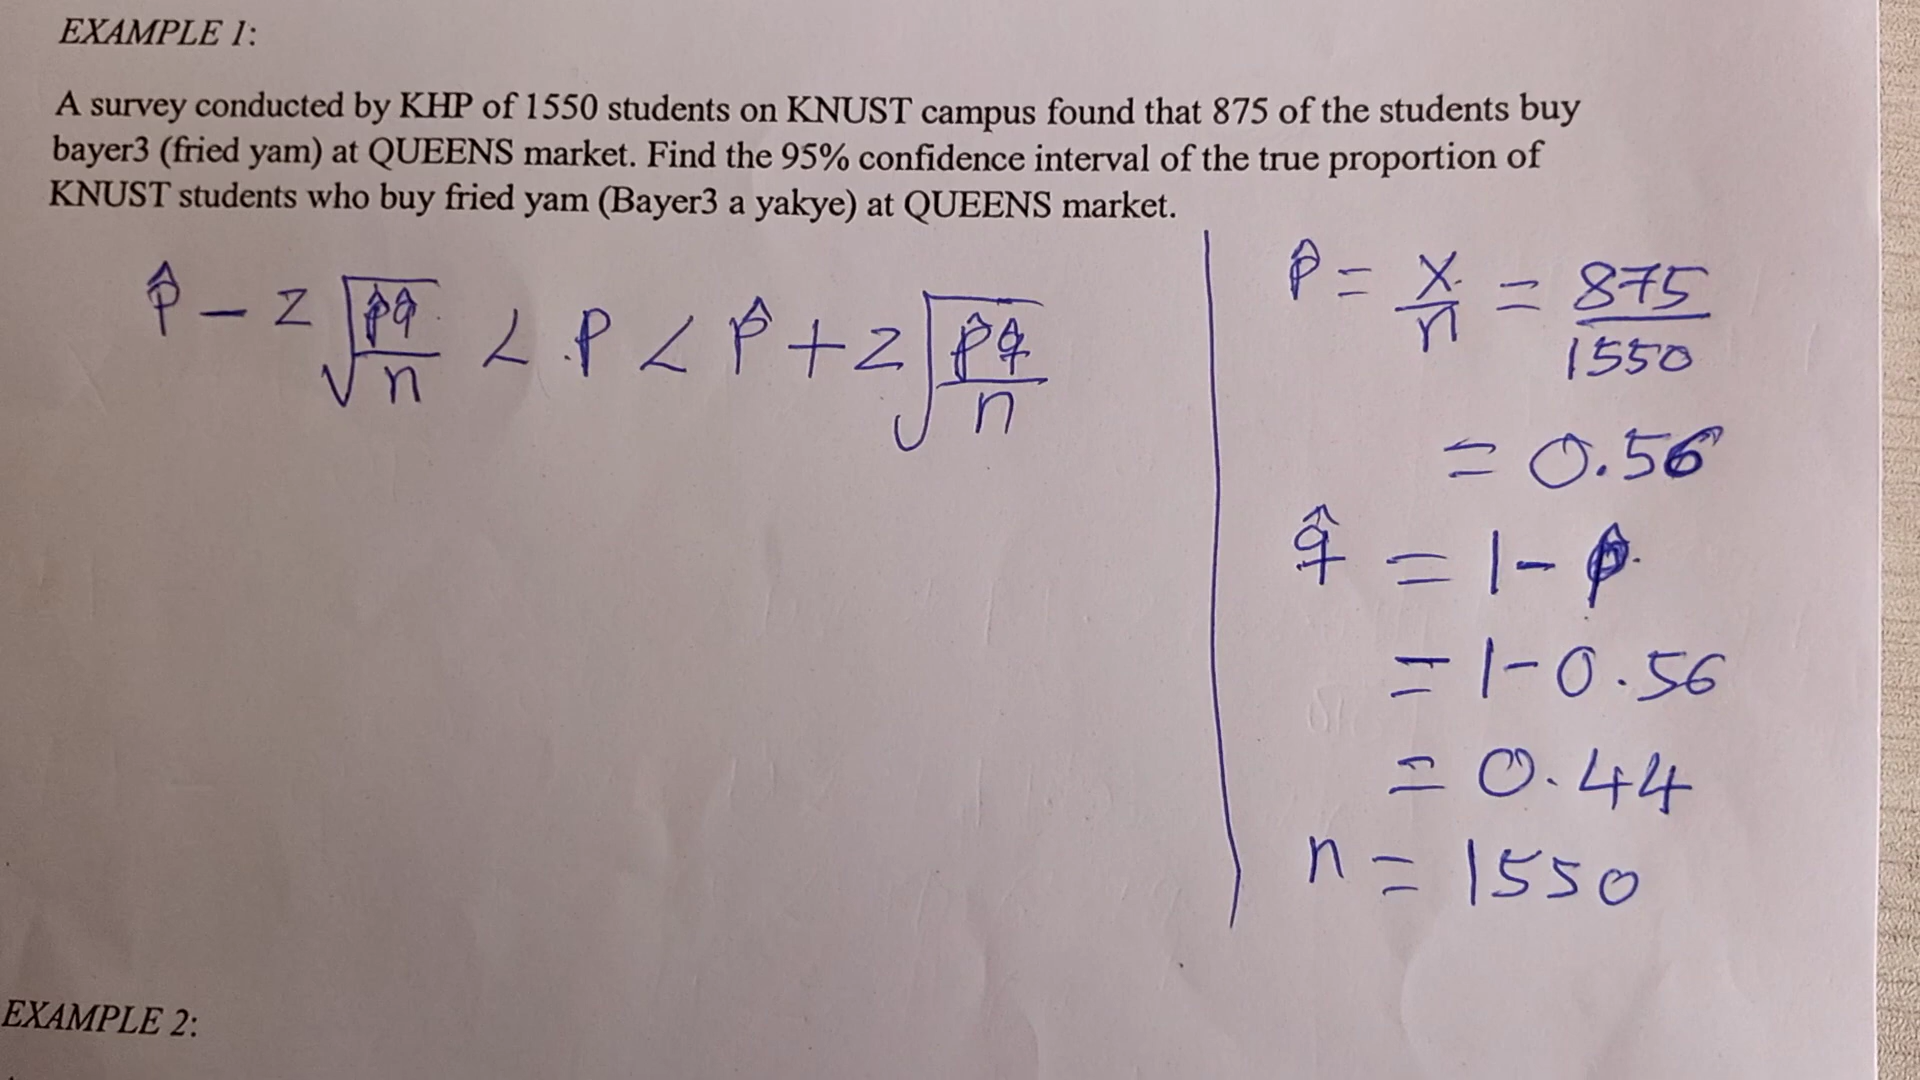 EXAMPLE 1:
A survey conducted by KHP of 1550 students on KNUST campus found that 875 of the students buy
bayer3 (fried yam) at QUEENS market. Find the 95% confidence interval of the true proportion of
KNUST students who buy fried yam (Bayer3 a yakye) at QUEENS market.
p̂ - z √(p̂q̂/n) < P < p̂ + z √(p̂q̂/n)
p̂ = x/n = 875/1550
= 0.56
q̂ = 1 - p̂
= 1 - 0.56
= 0.44
n = 1550
EXAMPLE 2: